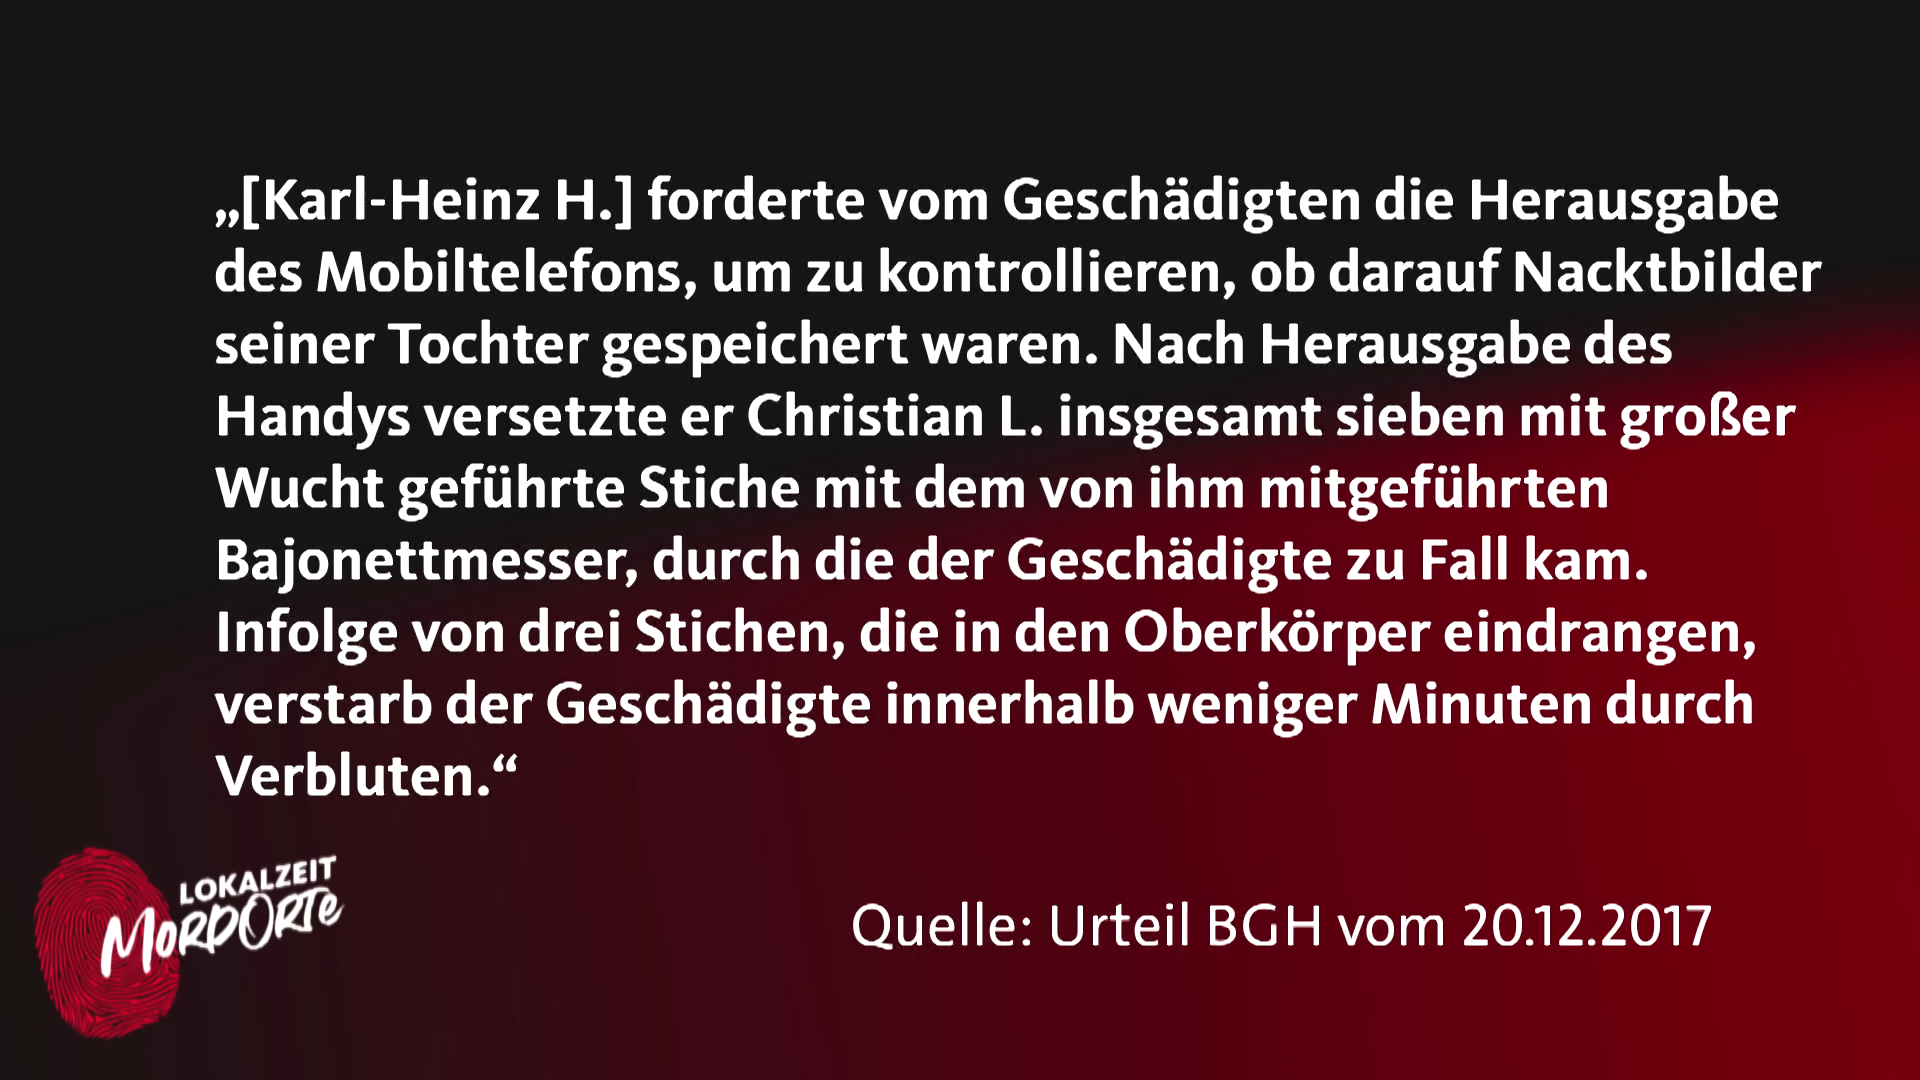 „[Karl-Heinz H.] forderte vom Geschädigten die Herausgabe
des Mobiltelefons, um zu kontrollieren, ob darauf Nacktbilder
seiner Tochter gespeichert waren. Nach Herausgabe des
Handys versetzte er Christian L. insgesamt sieben mit großer
Wucht geführte Stiche mit dem von ihm mitgeführten
Bajonettmesser, durch die der Geschädigte zu Fall kam.
Infolge von drei Stichen, die in den Oberkörper eindrangen,
verstarb der Geschädigte innerhalb weniger Minuten durch
Verbluten.“
LOKALZEIT
MORDORTE
Quelle: Urteil BGH vom 20.12.2017